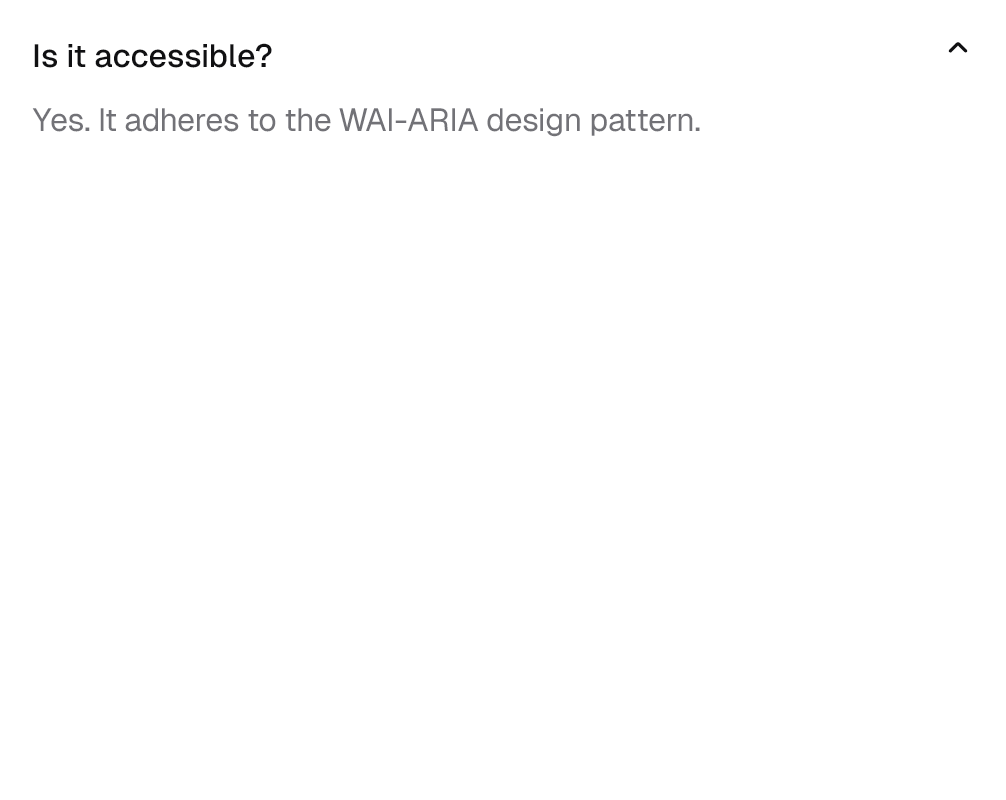 Is it accessible?
Yes. It adheres to the WAI-ARIA design pattern.